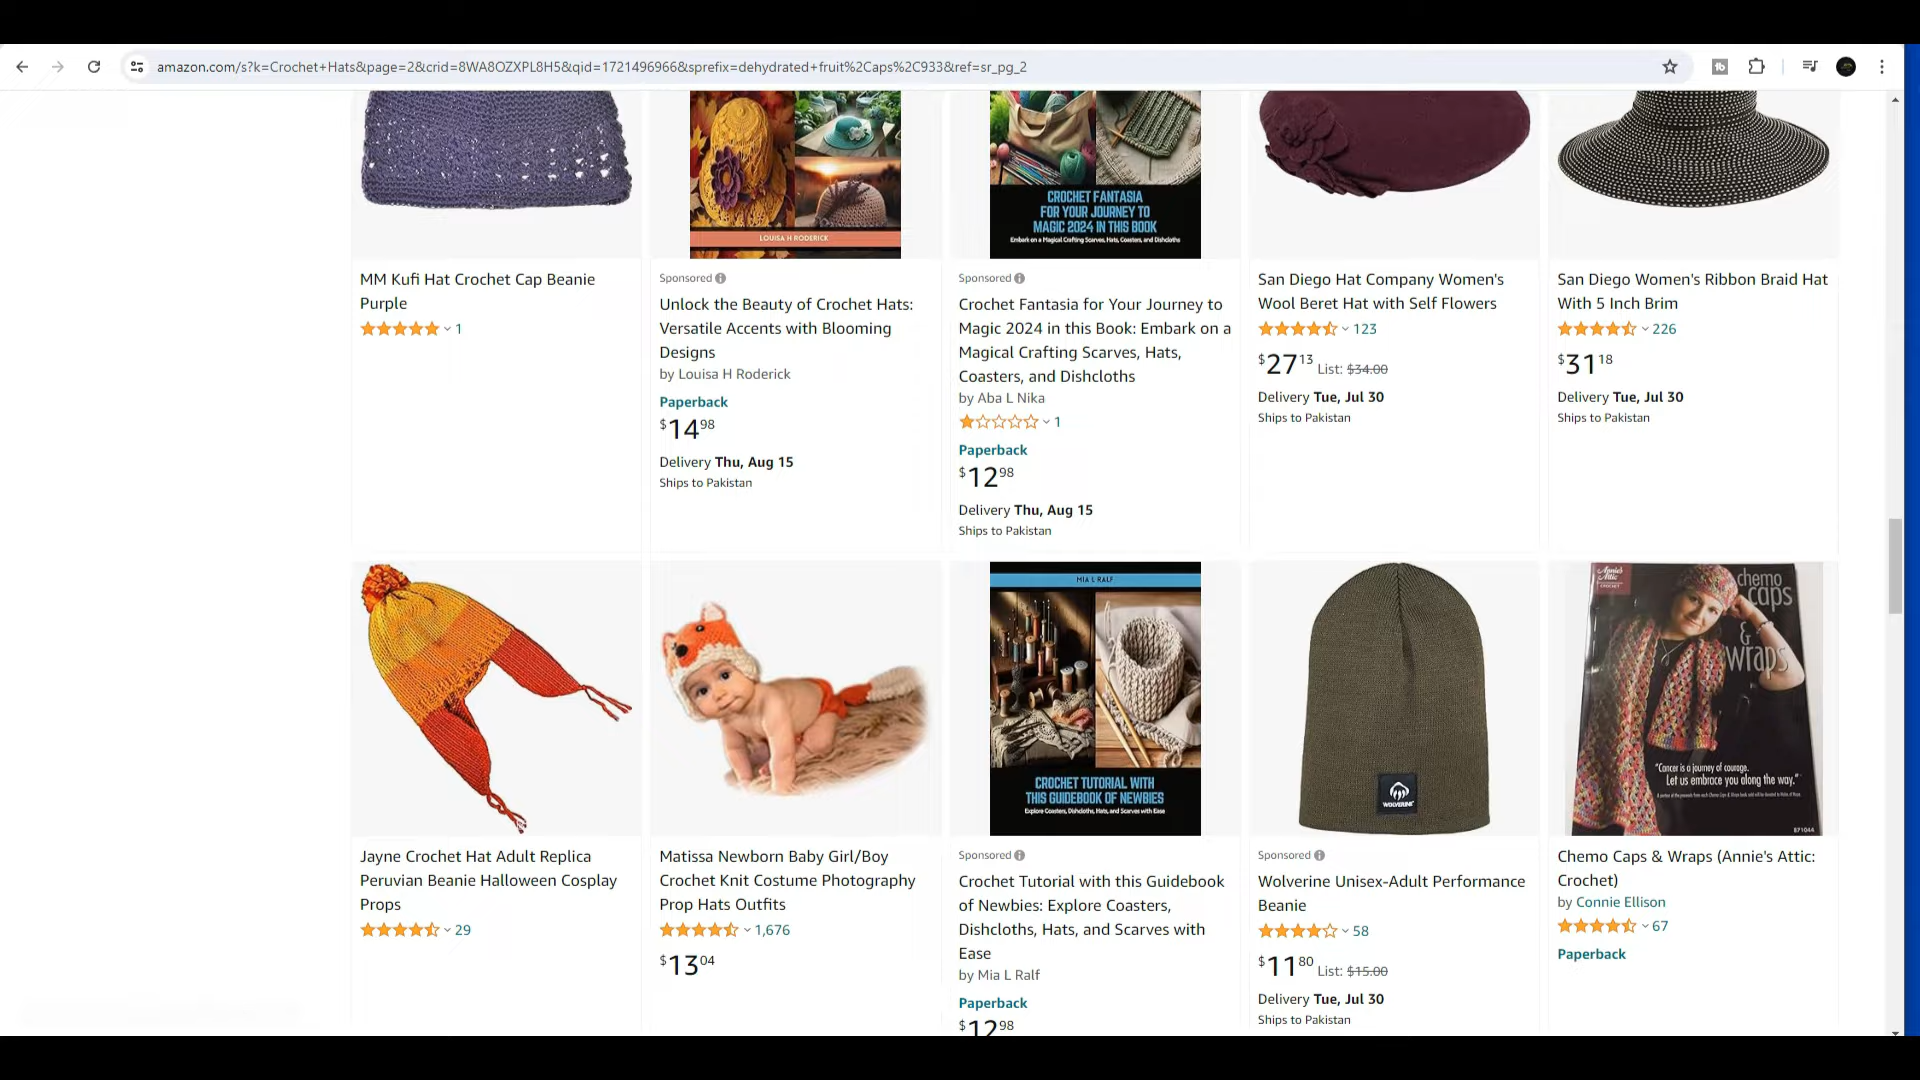 amazon.com/s?k=Crochet+Hats&page=2&crid=8WA8OZXPL8H5&qid=1721496966&sprefix=dehydrated+fruit%2Caps%2C933&ref=sr_pg_2
LOUISA H RODERICK
CROCHET FANTASIA
FOR YOUR JOURNEY TO
MAGIC 2024 IN THIS BOOK
Embark on a Magical Crafting Scarves, Hats, Coasters, and Dishcloths
MM Kufi Hat Crochet Cap Beanie
Purple
1
Sponsored
Unlock the Beauty of Crochet Hats:
Versatile Accents with Blooming
Designs
by Louisa H Roderick
Paperback
$14.98
Delivery Thu, Aug 15
Ships to Pakistan
Sponsored
Crochet Fantasia for Your Journey to
Magic 2024 in this Book: Embark on a
Magical Crafting Scarves, Hats,
Coasters, and Dishcloths
by Aba L Nika
1
Paperback
$12.98
Delivery Thu, Aug 15
Ships to Pakistan
San Diego Hat Company Women's
Wool Beret Hat with Self Flowers
123
$27.13 List: $34.00
Delivery Tue, Jul 30
Ships to Pakistan
San Diego Women's Ribbon Braid Hat
With 5 Inch Brim
226
$31.18
Delivery Tue, Jul 30
Ships to Pakistan
MIA L RALF
CROCHET TUTORIAL WITH
THIS GUIDEBOOK OF NEWBIES
Explore Coasters, Dishcloths, Hats, and Scarves with Ease
WOLVERINE
Annie's
Attic
CROCHET
chemo
caps
&
wraps
"Cancer is a journey of courage.
Let us embrace you along the way."
871044
Jayne Crochet Hat Adult Replica
Peruvian Beanie Halloween Cosplay
Props
29
Matissa Newborn Baby Girl/Boy
Crochet Knit Costume Photography
Prop Hats Outfits
1,676
$13.04
Sponsored
Crochet Tutorial with this Guidebook
of Newbies: Explore Coasters,
Dishcloths, Hats, and Scarves with
Ease
by Mia L Ralf
Paperback
$12.98
Sponsored
Wolverine Unisex-Adult Performance
Beanie
58
$11.80 List: $15.00
Delivery Tue, Jul 30
Ships to Pakistan
Chemo Caps & Wraps (Annie's Attic:
Crochet)
by Connie Ellison
67
Paperback